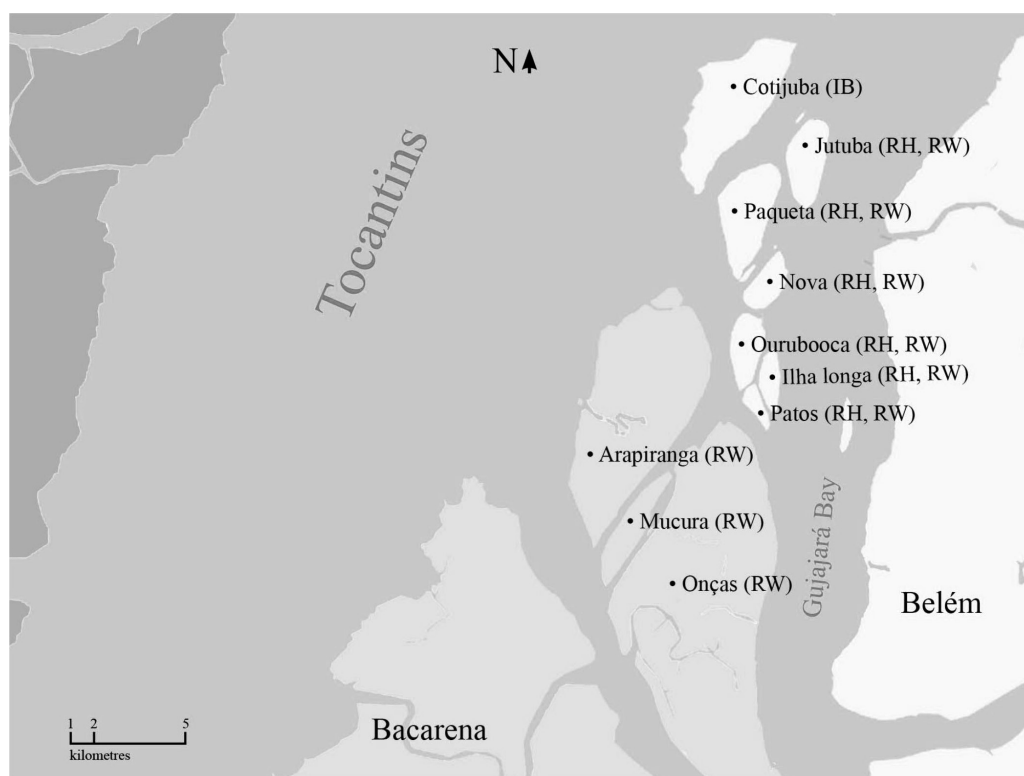 N
Cotijuba (IB)
Jutuba (RH, RW)
Paqueta (RH, RW)
Tocantins
Nova (RH, RW)
Ourubooca (RH, RW)
Ilha longa (RH, RW)
Patos (RH, RW)
Arapiranga (RW)
Mucura (RW)
Gujajará Bay
Onças (RW)
Belém
Bacarena
1 2 5
kilometres